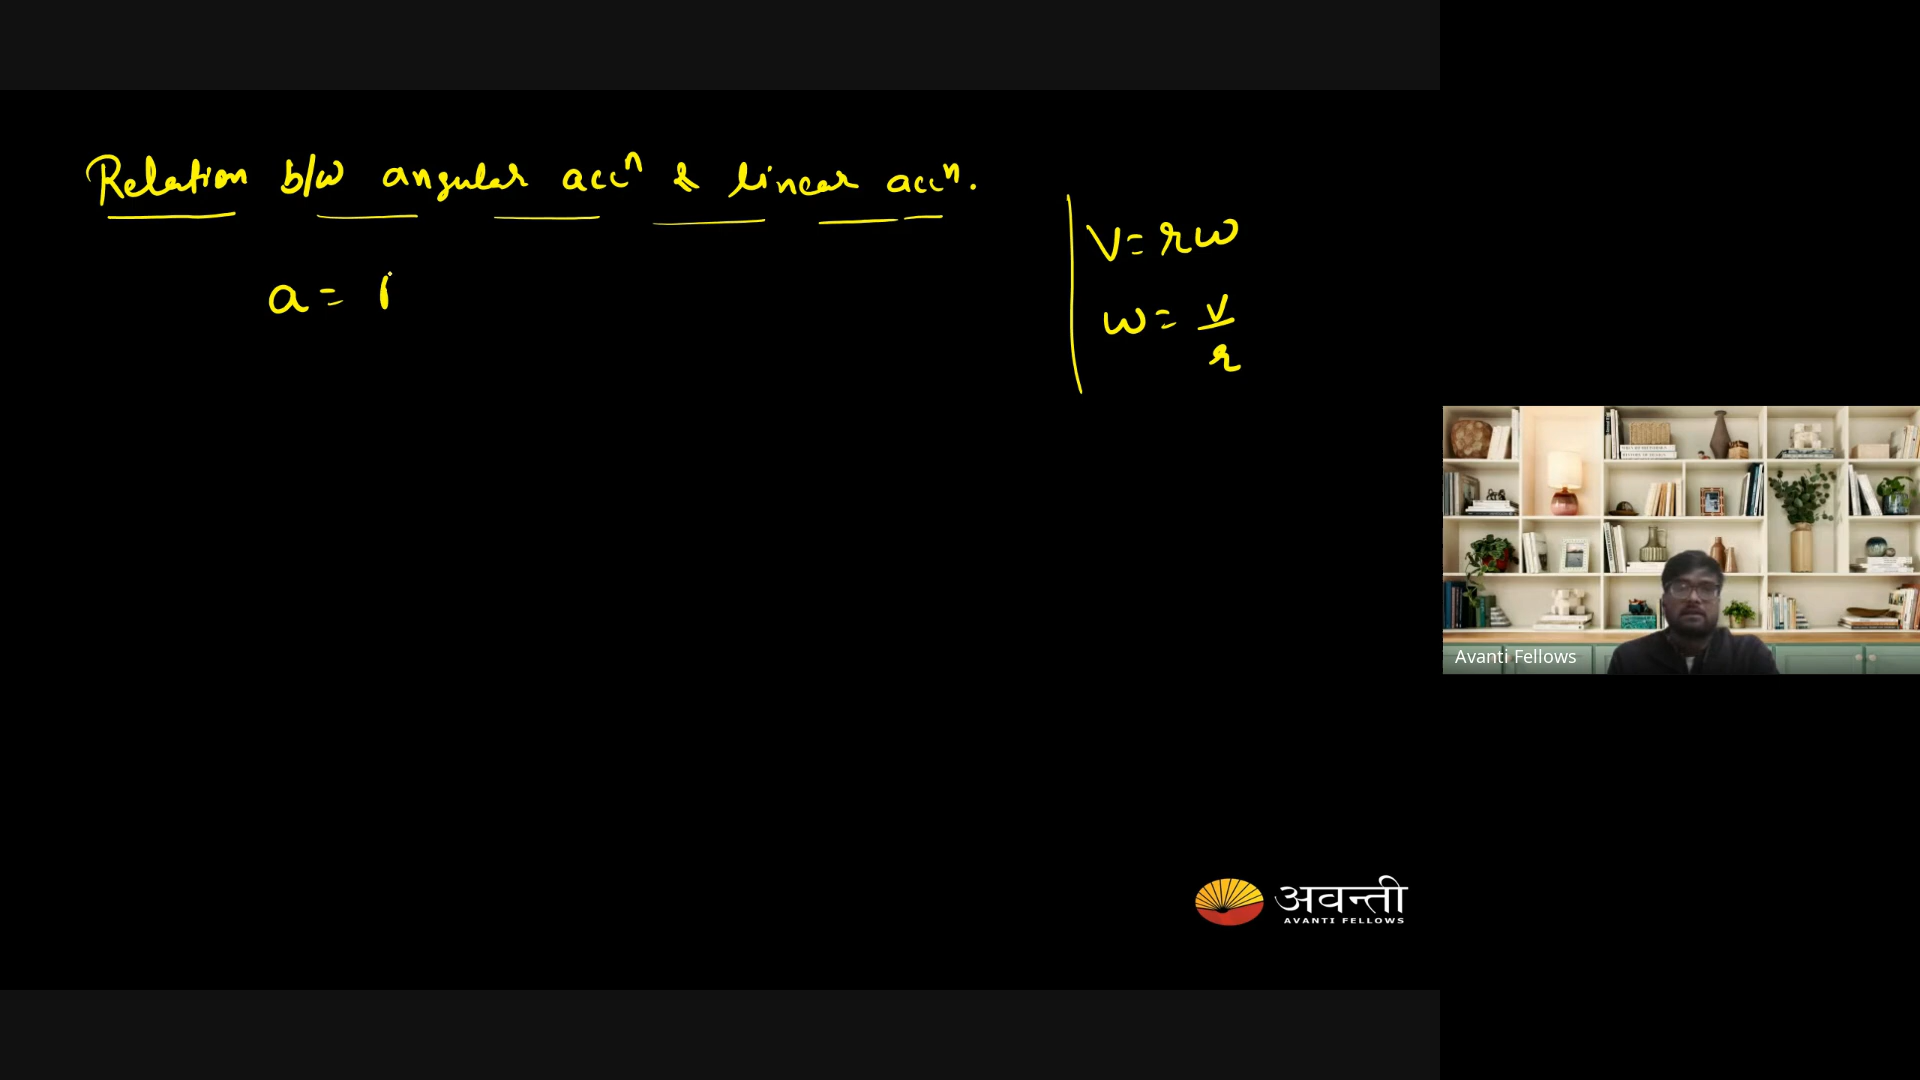 Relation b/w angular accⁿ & linear accⁿ.
a =
V = rω
ω = v/r
Avanti Fellows
अवन्ती
AVANTI FELLOWS